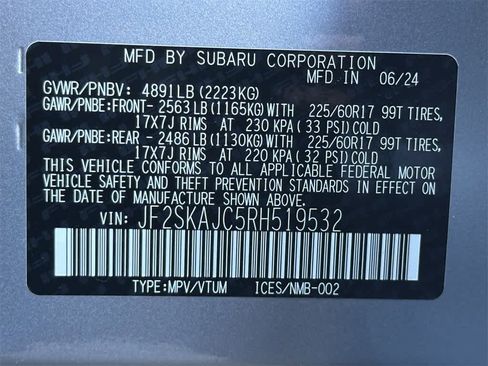 MFD BY SUBARU CORPORATION
MFD IN 06/24
GVWR/PNBV: 4891LB(2223KG)
GAWR/PNBE:FRONT- 2563LB(1165KG)WITH 225/60R17 99T TIRES,
17X7J RIMS AT 230 KPA(33 PSI)COLD
GAWR/PNBE:REAR - 2486LB(1130KG)WITH 225/60R17 99T TIRES,
17X7J RIMS AT 220 KPA(32 PSI)COLD
THIS VEHICLE CONFORMS TO ALL APPLICABLE FEDERAL MOTOR
VEHICLE SAFETY AND THEFT PREVENTION STANDARDS IN EFFECT ON
THE DATE OF MANUFACTURE SHOWN ABOVE.
VIN: JF2SKAJC5RH519532
TYPE:MPV/VTUM ICES/NMB-002